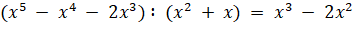 (x⁵ − x⁴ − 2x³) : (x² + x) = x³ − 2x²